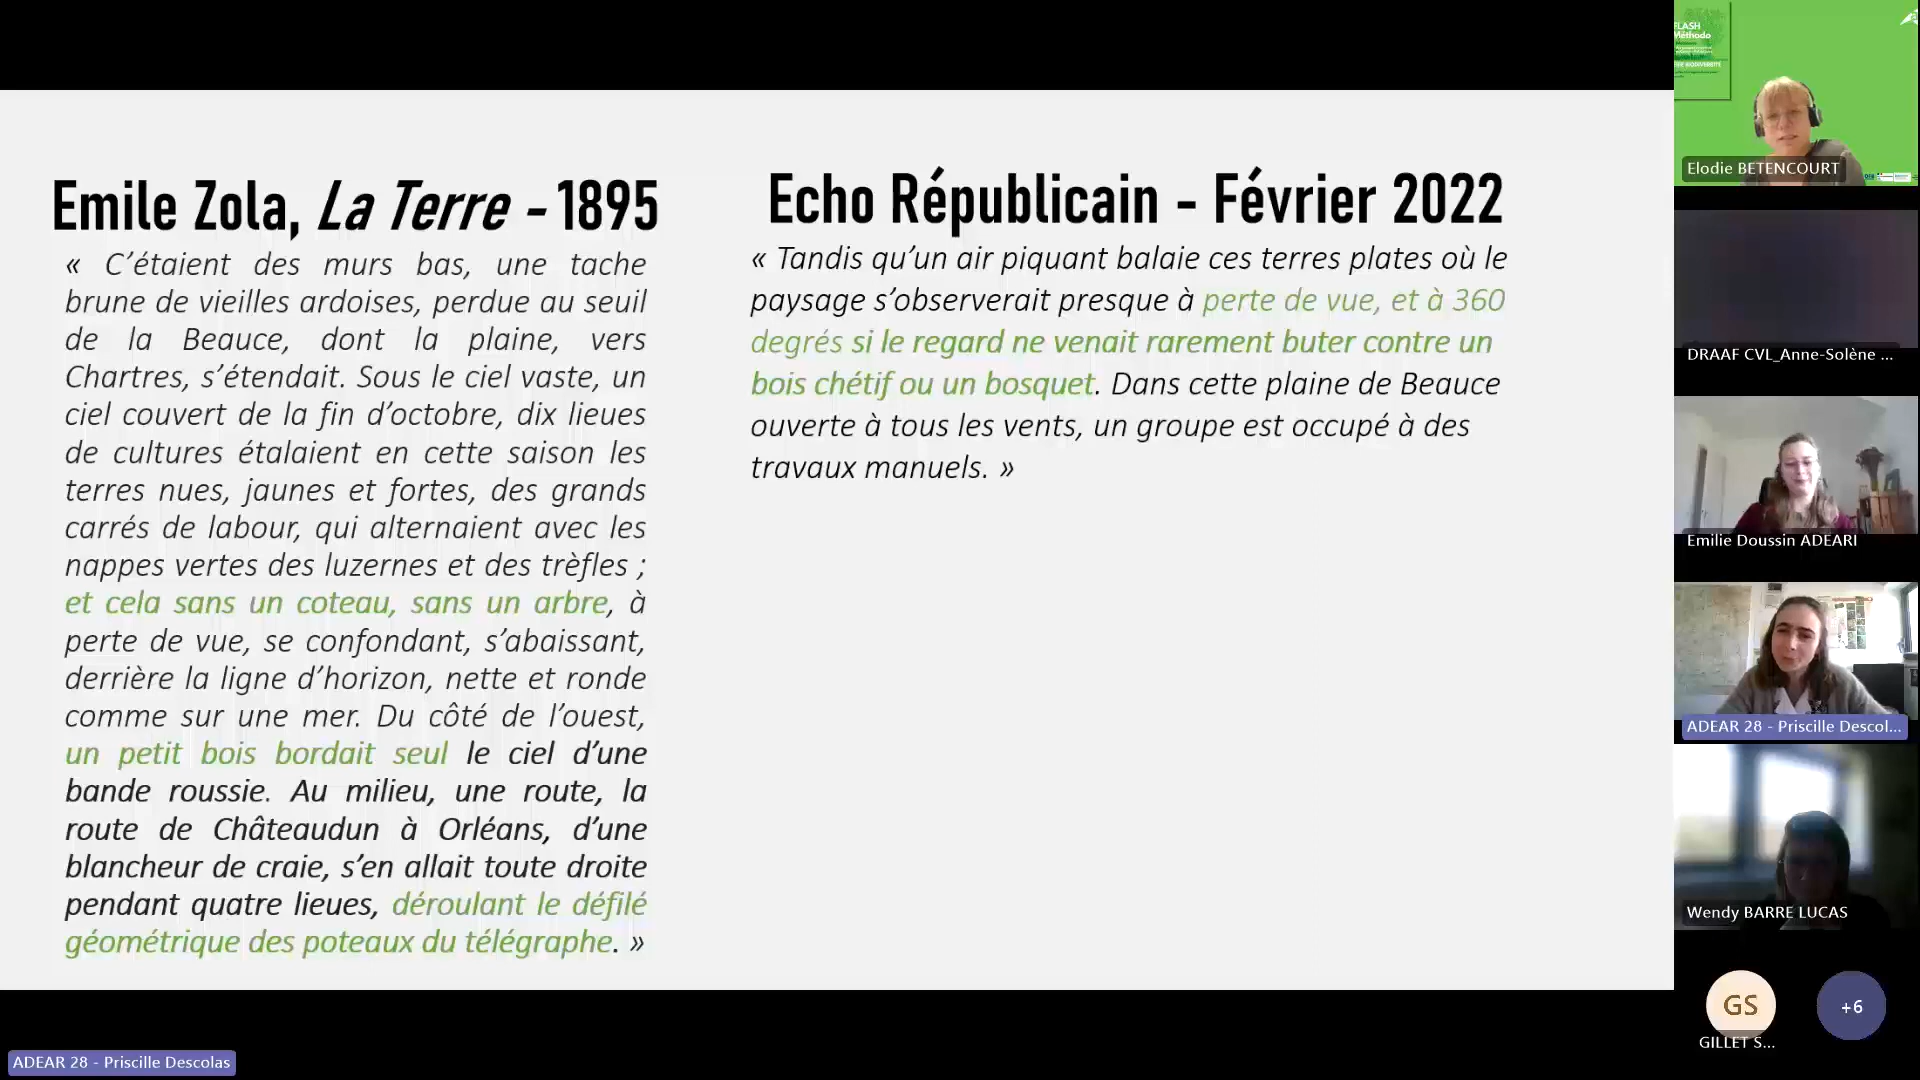 Emile Zola, La Terre - 1895
« C’étaient des murs bas, une tache
brune de vieilles ardoises, perdue au seuil
de la Beauce, dont la plaine, vers
Chartres, s’étendait. Sous le ciel vaste, un
ciel couvert de la fin d’octobre, dix lieues
de cultures étalaient en cette saison les
terres nues, jaunes et fortes, des grands
carrés de labour, qui alternaient avec les
nappes vertes des luzernes et des trèfles ;
et cela sans un coteau, sans un arbre, à
perte de vue, se confondant, s’abaissant,
derrière la ligne d’horizon, nette et ronde
comme sur une mer. Du côté de l’ouest,
un petit bois bordait seul le ciel d’une
bande roussie. Au milieu, une route, la
route de Châteaudun à Orléans, d’une
blancheur de craie, s’en allait toute droite
pendant quatre lieues, déroulant le défilé
géométrique des poteaux du télégraphe. »
Echo Républicain - Février 2022
« Tandis qu’un air piquant balaie ces terres plates où le
paysage s’observerait presque à perte de vue, et à 360
degrés si le regard ne venait rarement buter contre un
bois chétif ou un bosquet. Dans cette plaine de Beauce
ouverte à tous les vents, un groupe est occupé à des
travaux manuels. »
FLASH
Méthodo
Elodie BETENCOURT
DRAAF CVL_Anne-Solène ...
Emilie Doussin ADEARI
ADEAR 28 - Priscille Descol...
Wendy BARRE LUCAS
GS
+6
GILLET S...
ADEAR 28 - Priscille Descolas